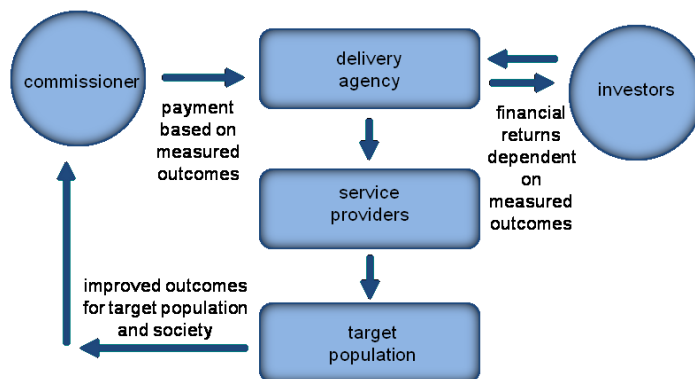 commissioner
payment
based on
measured
outcomes
delivery
agency
investors
financial
returns
dependent
on
measured
outcomes
service
providers
improved outcomes
for target population
and society
target
population